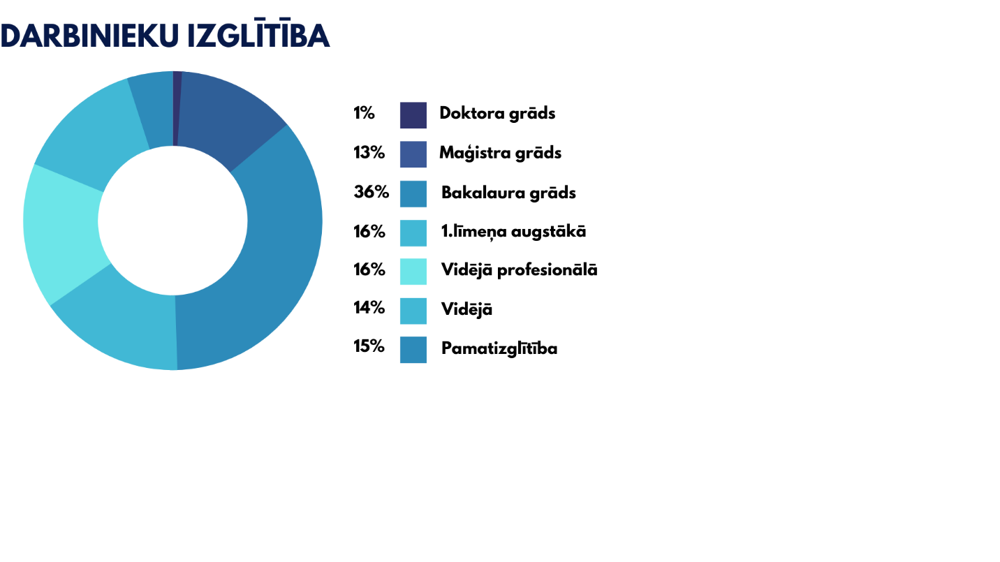 DARBINIEKU IZGLĪTĪBA
1% Doktora grāds
13% Maģistra grāds
36% Bakalaura grāds
16% 1.līmeņa augstākā
16% Vidējā profesionālā
14% Vidējā
15% Pamatizglītība